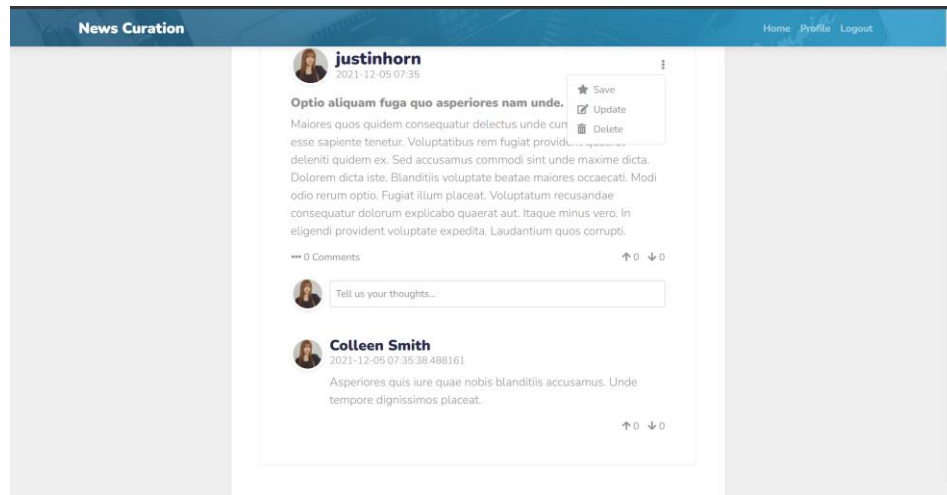 News Curation
Home Profile Logout
justinhorn
2021-12-05 07:35
Save
Update
Delete
Optio aliquam fuga quo asperiores nam unde.
Maiores quos quidem consequatur delectus unde
esse sapiente tenetur. Voluptatibus rem fugiat
deleniti quidem ex. Sed accusamus commodi sint unde maxime dicta.
Dolorem dicta iste. Blanditiis voluptate beatae maiores occaecati. Modi
odio rerum optio. Fugiat illum placeat. Voluptatum recusandae
consequatur dolorum explicabo quaerat aut. Itaque minus vero. In
eligendi provident voluptate expedita. Laudantium quos corrupti.
0 Comments
0 0
Tell us your thoughts...
Colleen Smith
2021-12-05 07:35:38.488161
Asperiores quis iure quae nobis blanditiis accusamus. Unde
tempore dignissimos placeat.
0 0